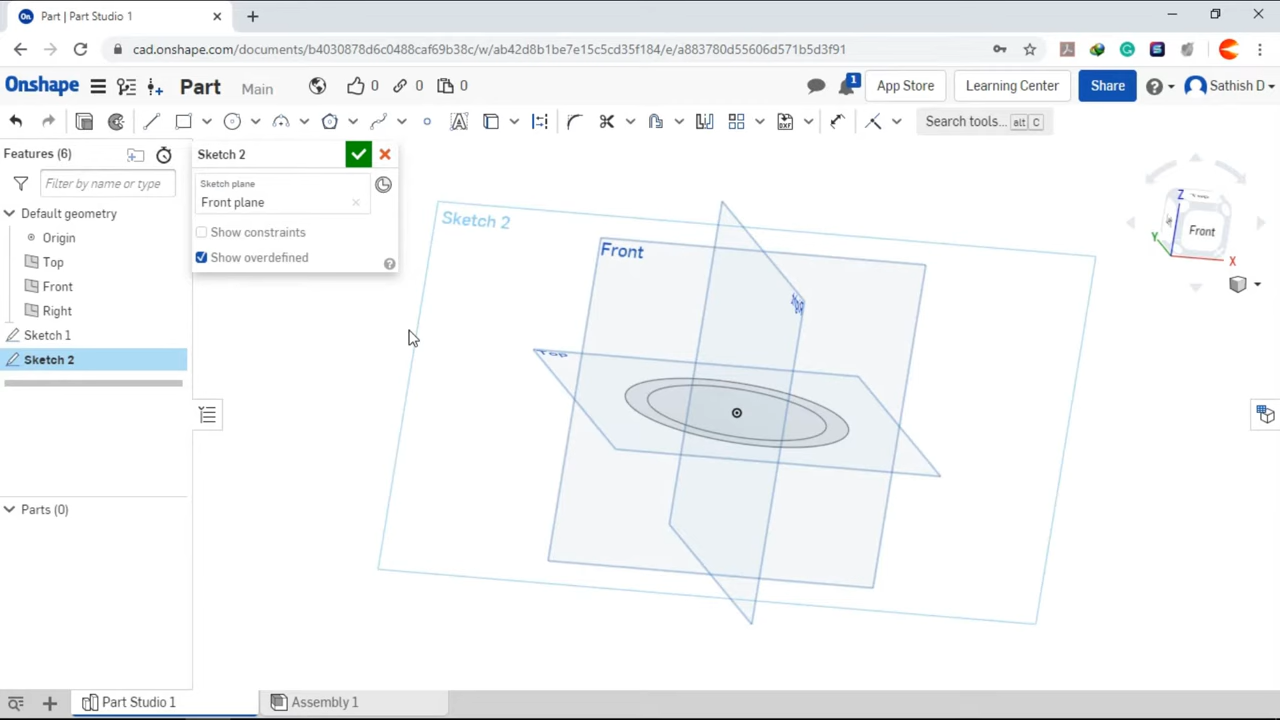 Part | Part Studio 1
cad.onshape.com/documents/b4030878d6c0488caf69b38c/w/ab42d8b1be7e15c5cd35f184/e/a883780d55606d571b5d3f91
Onshape
Part
Main
0
0
0
1
App Store
Learning Center
Share
Sathish D
Search tools... alt C
Features (6)
Filter by name or type
Default geometry
Origin
Top
Front
Right
Sketch 1
Sketch 2
Parts (0)
Sketch 2
Sketch plane
Front plane
Show constraints
Show overdefined
Sketch 2
Front
Top
Z
Y
X
Front
Part Studio 1
Assembly 1